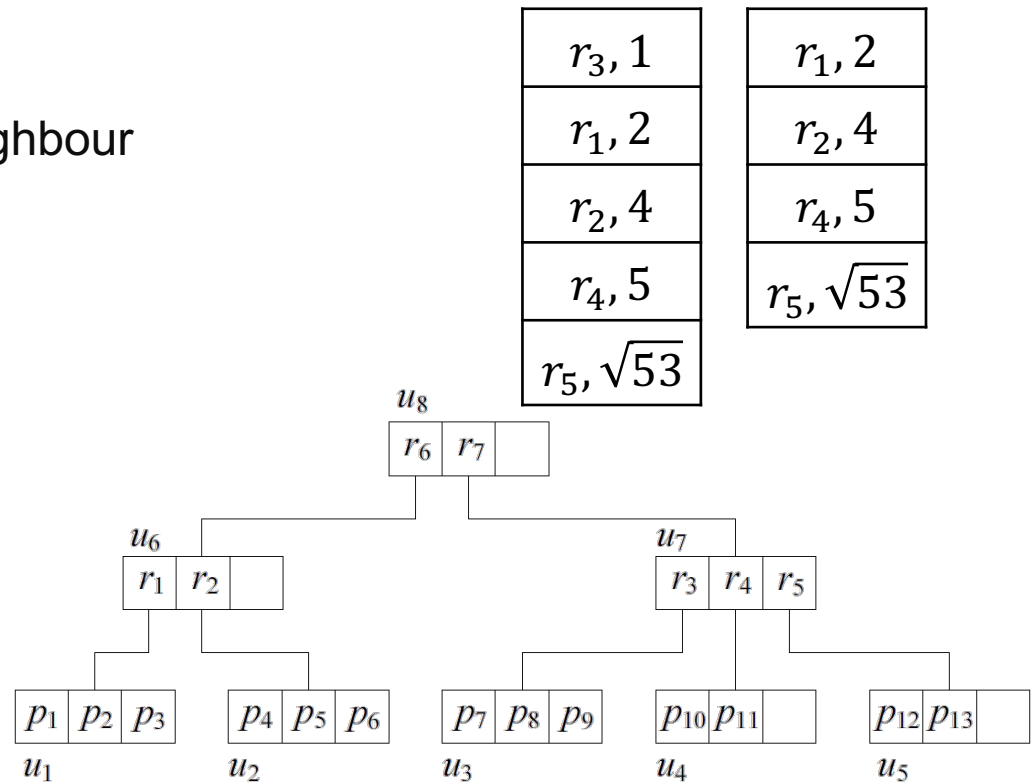 ghbour
r₃, 1
r₁, 2
r₂, 4
r₄, 5
r₅, √53
r₁, 2
r₂, 4
r₄, 5
r₅, √53
u₈
r₆ r₇
u₆
r₁ r₂
u₇
r₃ r₄ r₅
p₁ p₂ p₃
p₄ p₅ p₆
p₇ p₈ p₉
p₁₀ p₁₁
p₁₂ p₁₃
u₁
u₂
u₃
u₄
u₅